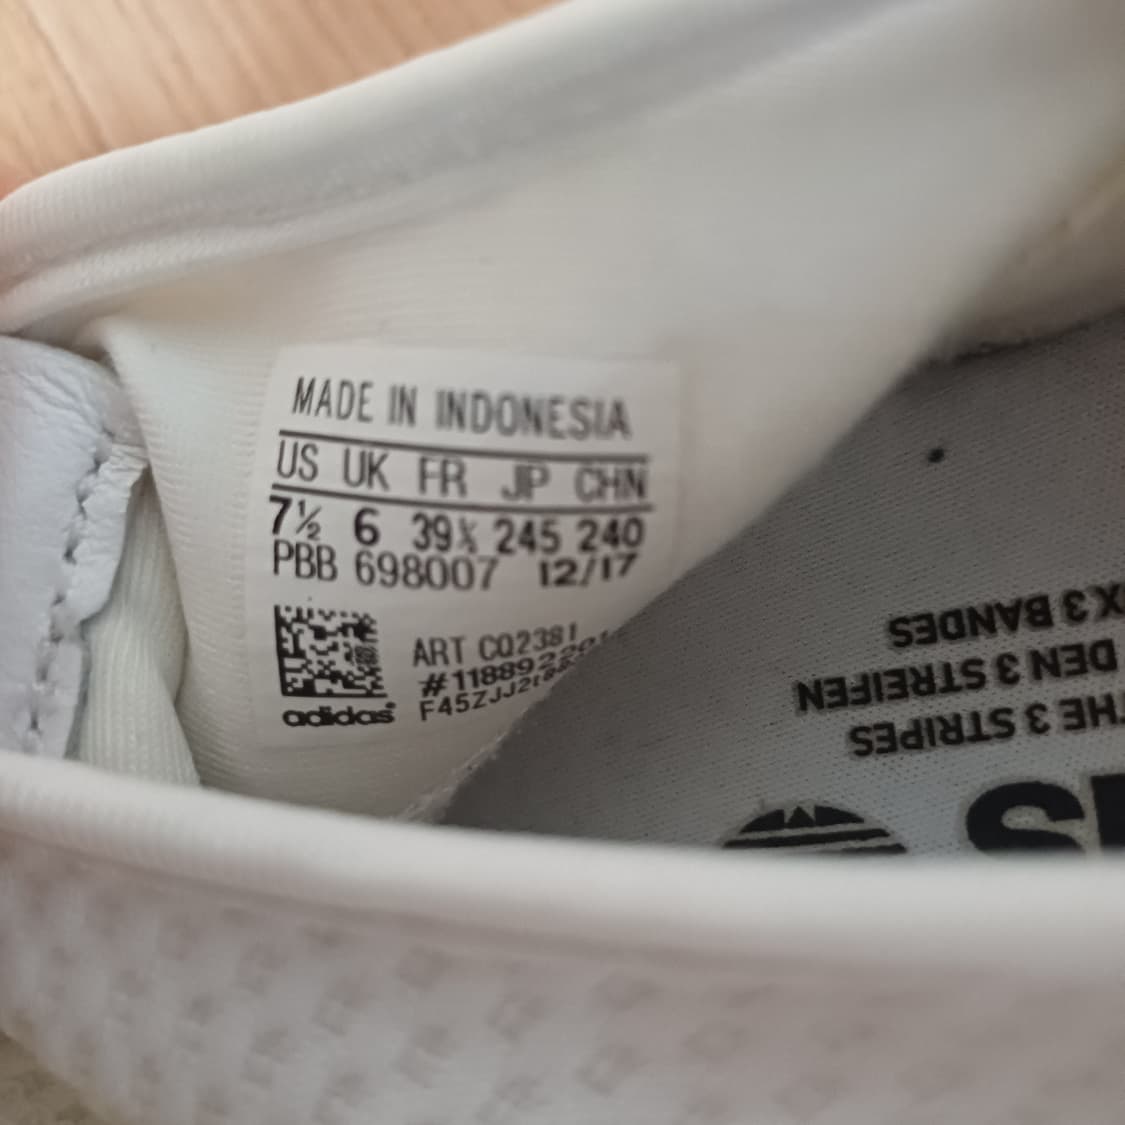 MADE IN INDONESIA
US UK FR JP CHN
7½ 6 39⅓ 245 240
PBB 698007 12/17
ART CQ2381
adidas
X 3 BANDES
DEN 3 STREIFEN
THE 3 STRIPES